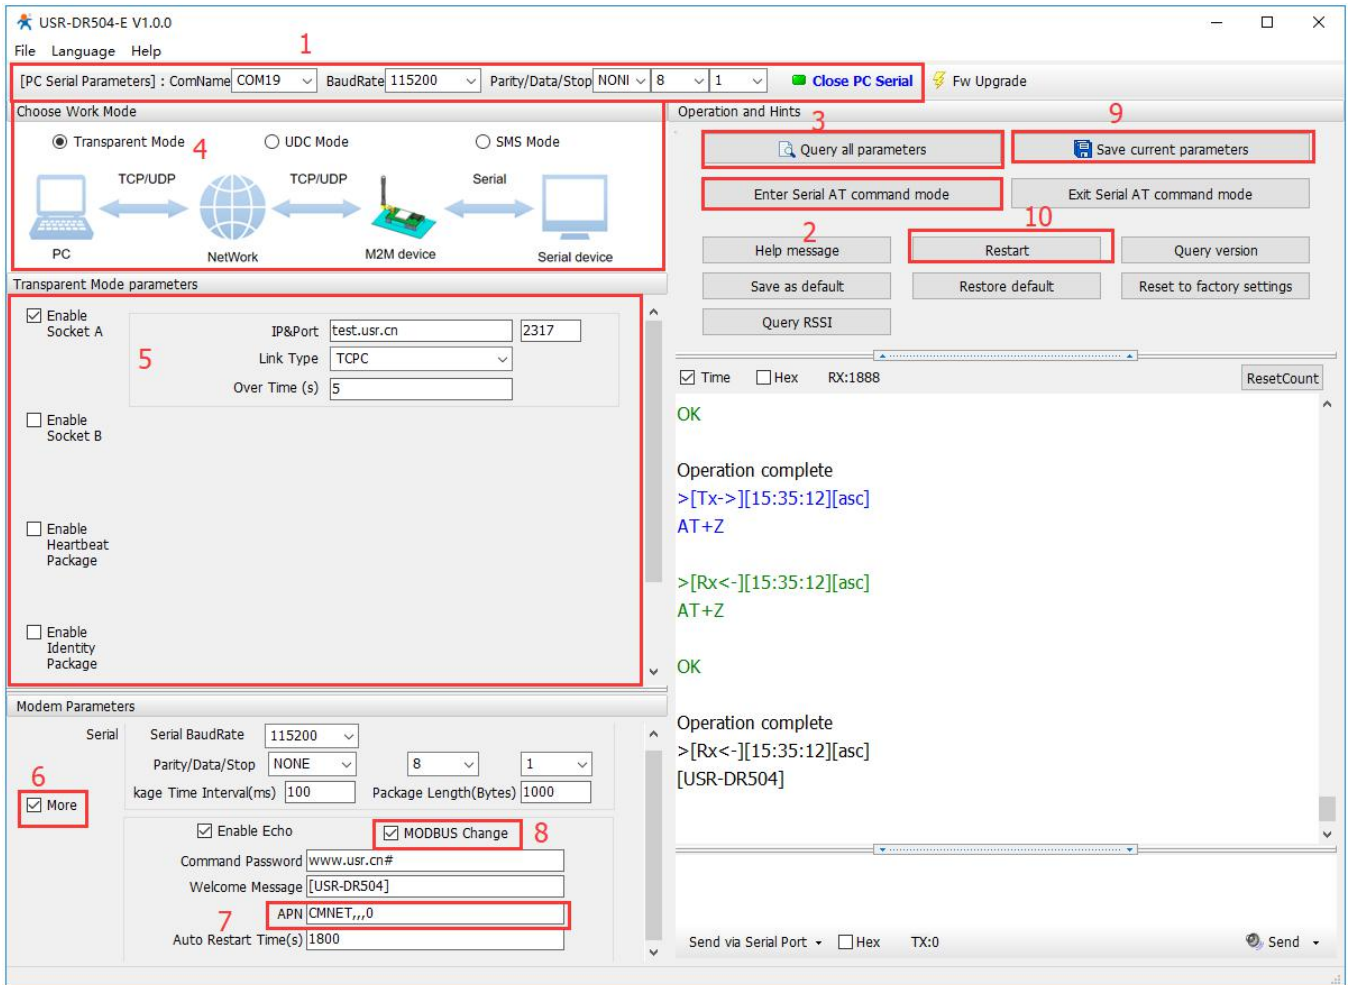 USR-DR504-E V1.0.0
File Language Help
1
[PC Serial Parameters] : ComName COM19 BaudRate 115200 Parity/Data/Stop NONI 8 1 Close PC Serial Fw Upgrade
Choose Work Mode
Transparent Mode 4 UDC Mode SMS Mode
TCP/UDP TCP/UDP Serial
PC NetWork M2M device Serial device
Transparent Mode parameters
Enable
Socket A
5
IP&Port test.usr.cn 2317
Link Type TCPC
Over Time (s) 5
Enable
Socket B
Enable
Heartbeat
Package
Enable
Identity
Package
Modem Parameters
Serial Serial BaudRate 115200
Parity/Data/Stop NONE 8 1
kage Time Interval(ms) 100 Package Length(Bytes) 1000
6
More
Enable Echo MODBUS Change 8
Command Password www.usr.cn#
Welcome Message [USR-DR504]
7 APN CMNET,,,0
Auto Restart Time(s) 1800
Operation and Hints
3 9
Query all parameters Save current parameters
Enter Serial AT command mode Exit Serial AT command mode
2 10
Help message Restart Query version
Save as default Restore default Reset to factory settings
Query RSSI
Time Hex RX:1888 ResetCount
OK
Operation complete
>[Tx->][15:35:12][asc]
AT+Z
>[Rx<-][15:35:12][asc]
AT+Z
OK
Operation complete
>[Rx<-][15:35:12][asc]
[USR-DR504]
Send via Serial Port Hex TX:0 Send